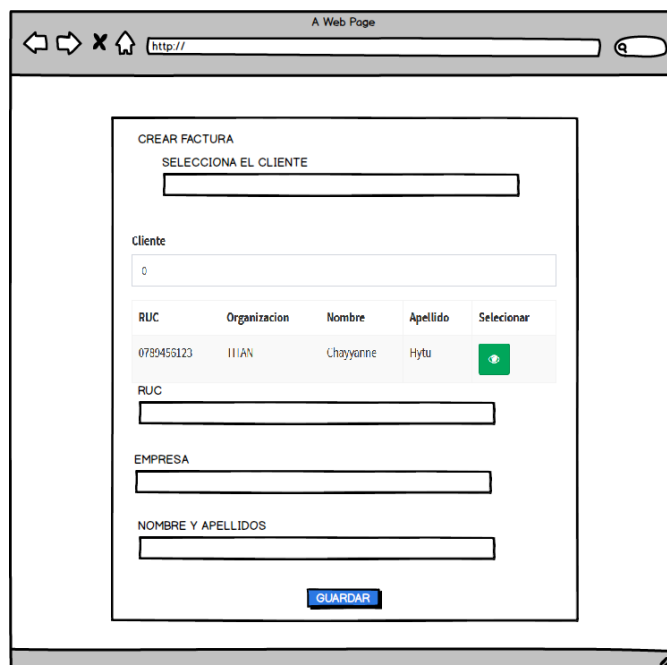 A Web Page
http://
CREAR FACTURA
SELECCIONA EL CLIENTE
Cliente
0
RUC Organizacion Nombre Apellido Selecionar
0789456123 TITAN Chayyanne Hytu
RUC
EMPRESA
NOMBRE Y APELLIDOS
GUARDAR